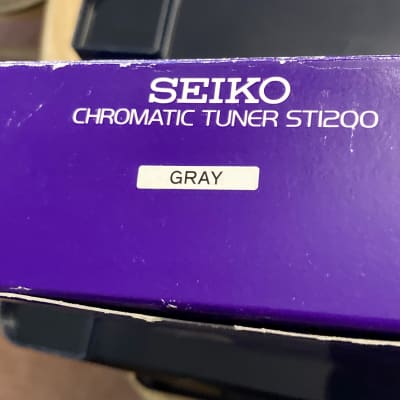 SEIKO
CHROMATIC TUNER ST1200
GRAY